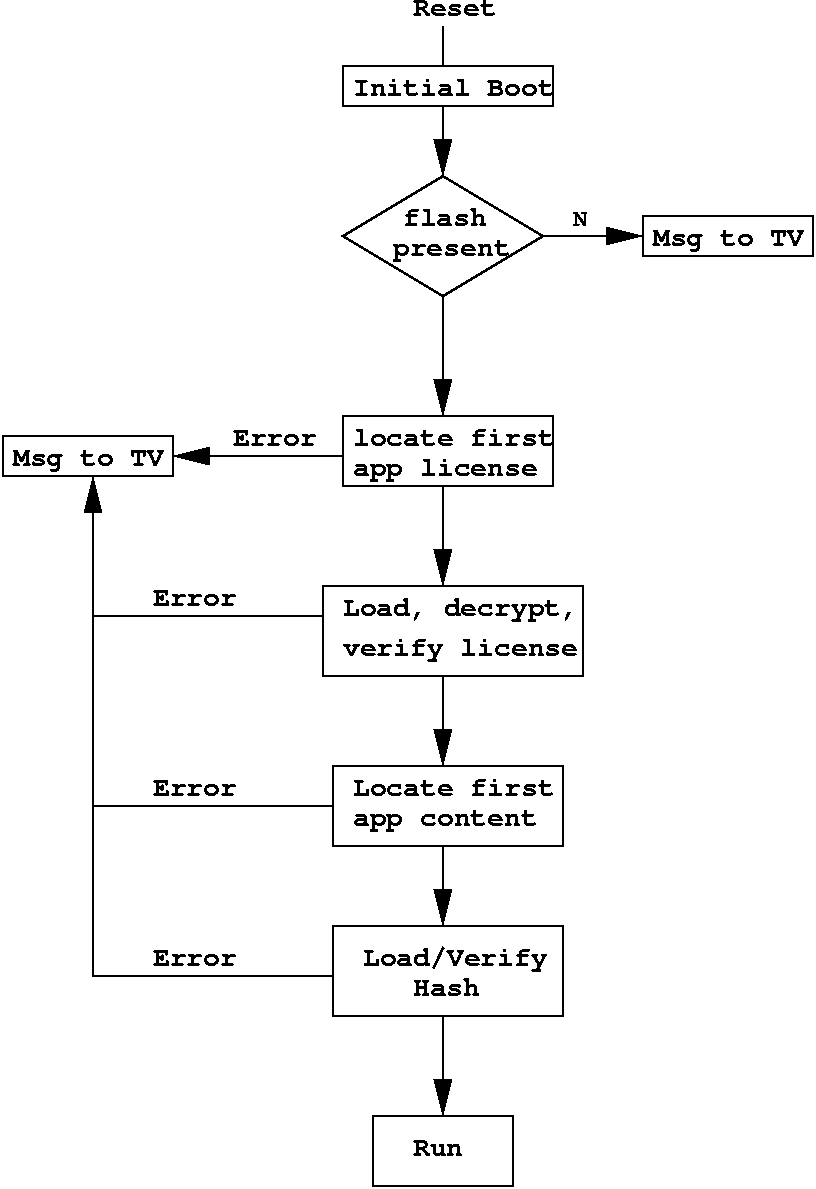 Reset
Initial Boot
flash
present
N
Msg to TV
Error
locate first
app license
Msg to TV
Error
Load, decrypt,
verify license
Error
Locate first
app content
Error
Load/Verify
Hash
Run